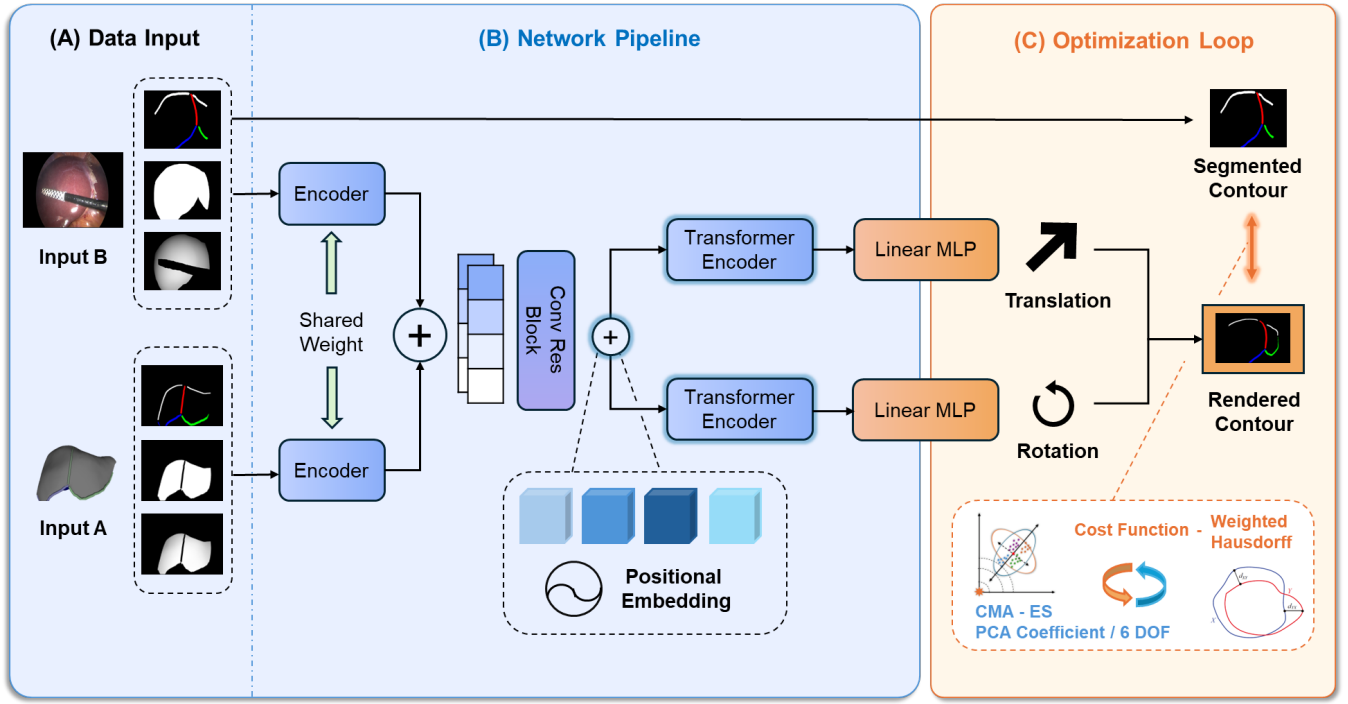 (A) Data Input
(B) Network Pipeline
(C) Optimization Loop
Input B
Input A
Encoder
Shared
Weight
Encoder
+
Conv Res
Block
+
Transformer
Encoder
Linear MLP
Transformer
Encoder
Linear MLP
Positional
Embedding
Translation
Rotation
Segmented
Contour
Rendered
Contour
Cost Function - Weighted
Hausdorff
CMA - ES
PCA Coefficient / 6 DOF
X
Y